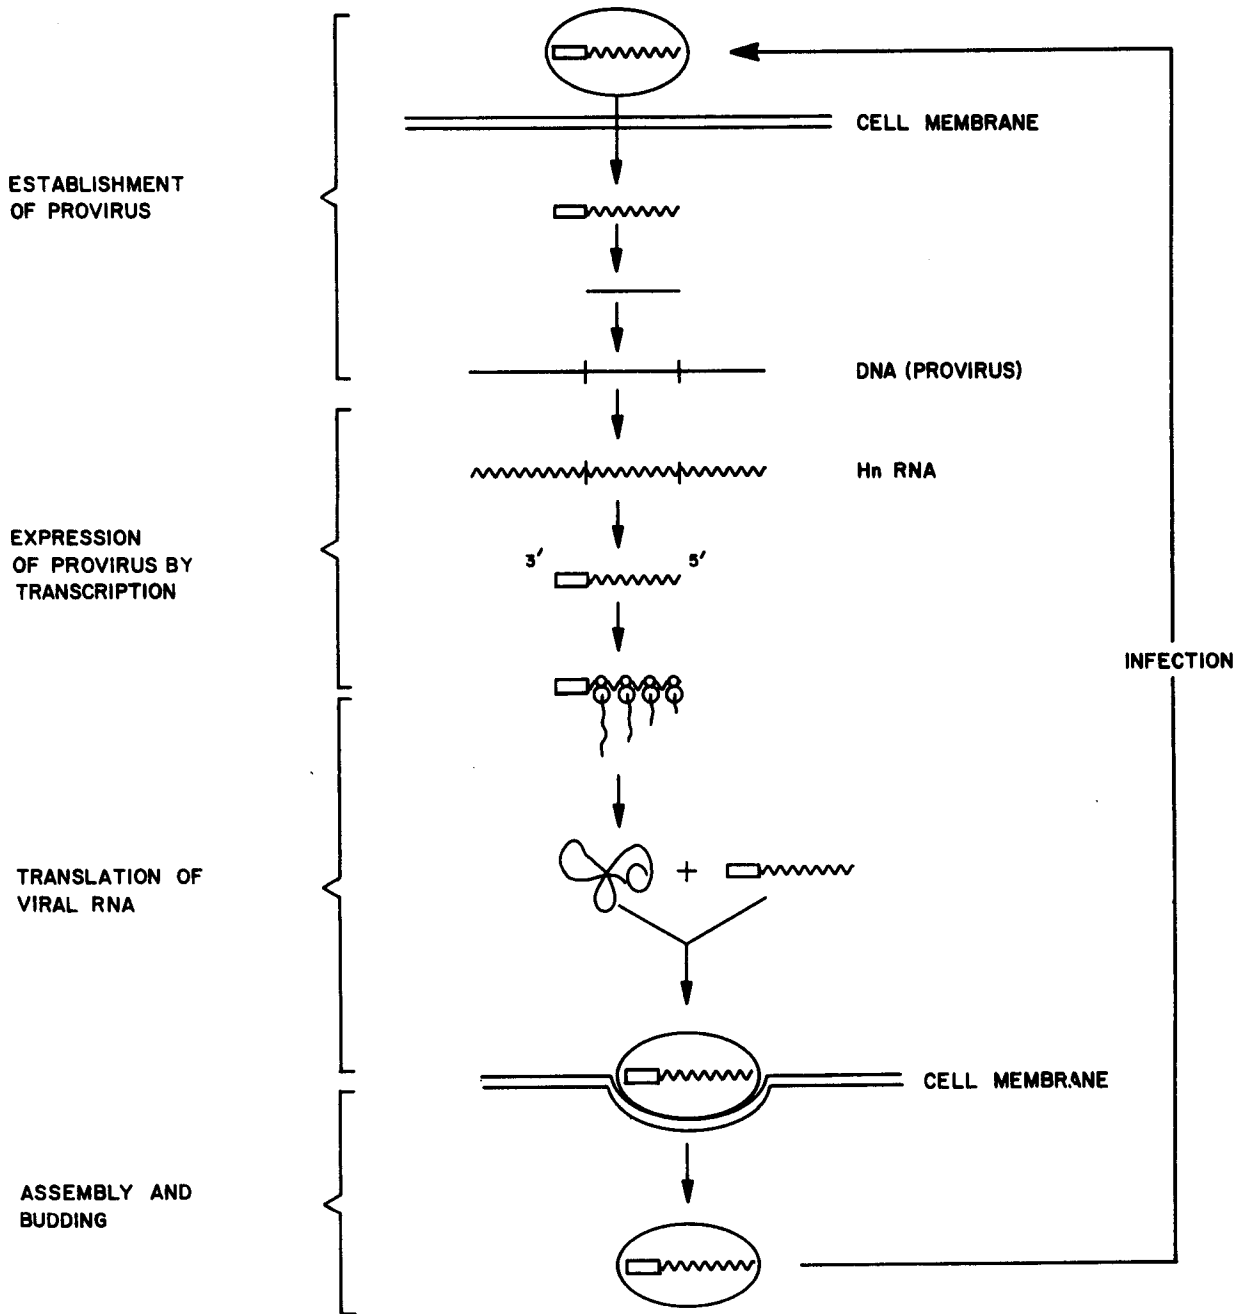 CELL MEMBRANE
ESTABLISHMENT
OF PROVIRUS
DNA (PROVIRUS)
Hn RNA
EXPRESSION
OF PROVIRUS BY
TRANSCRIPTION
3' 5'
INFECTION
+
TRANSLATION OF
VIRAL RNA
CELL MEMBRANE
ASSEMBLY AND
BUDDING